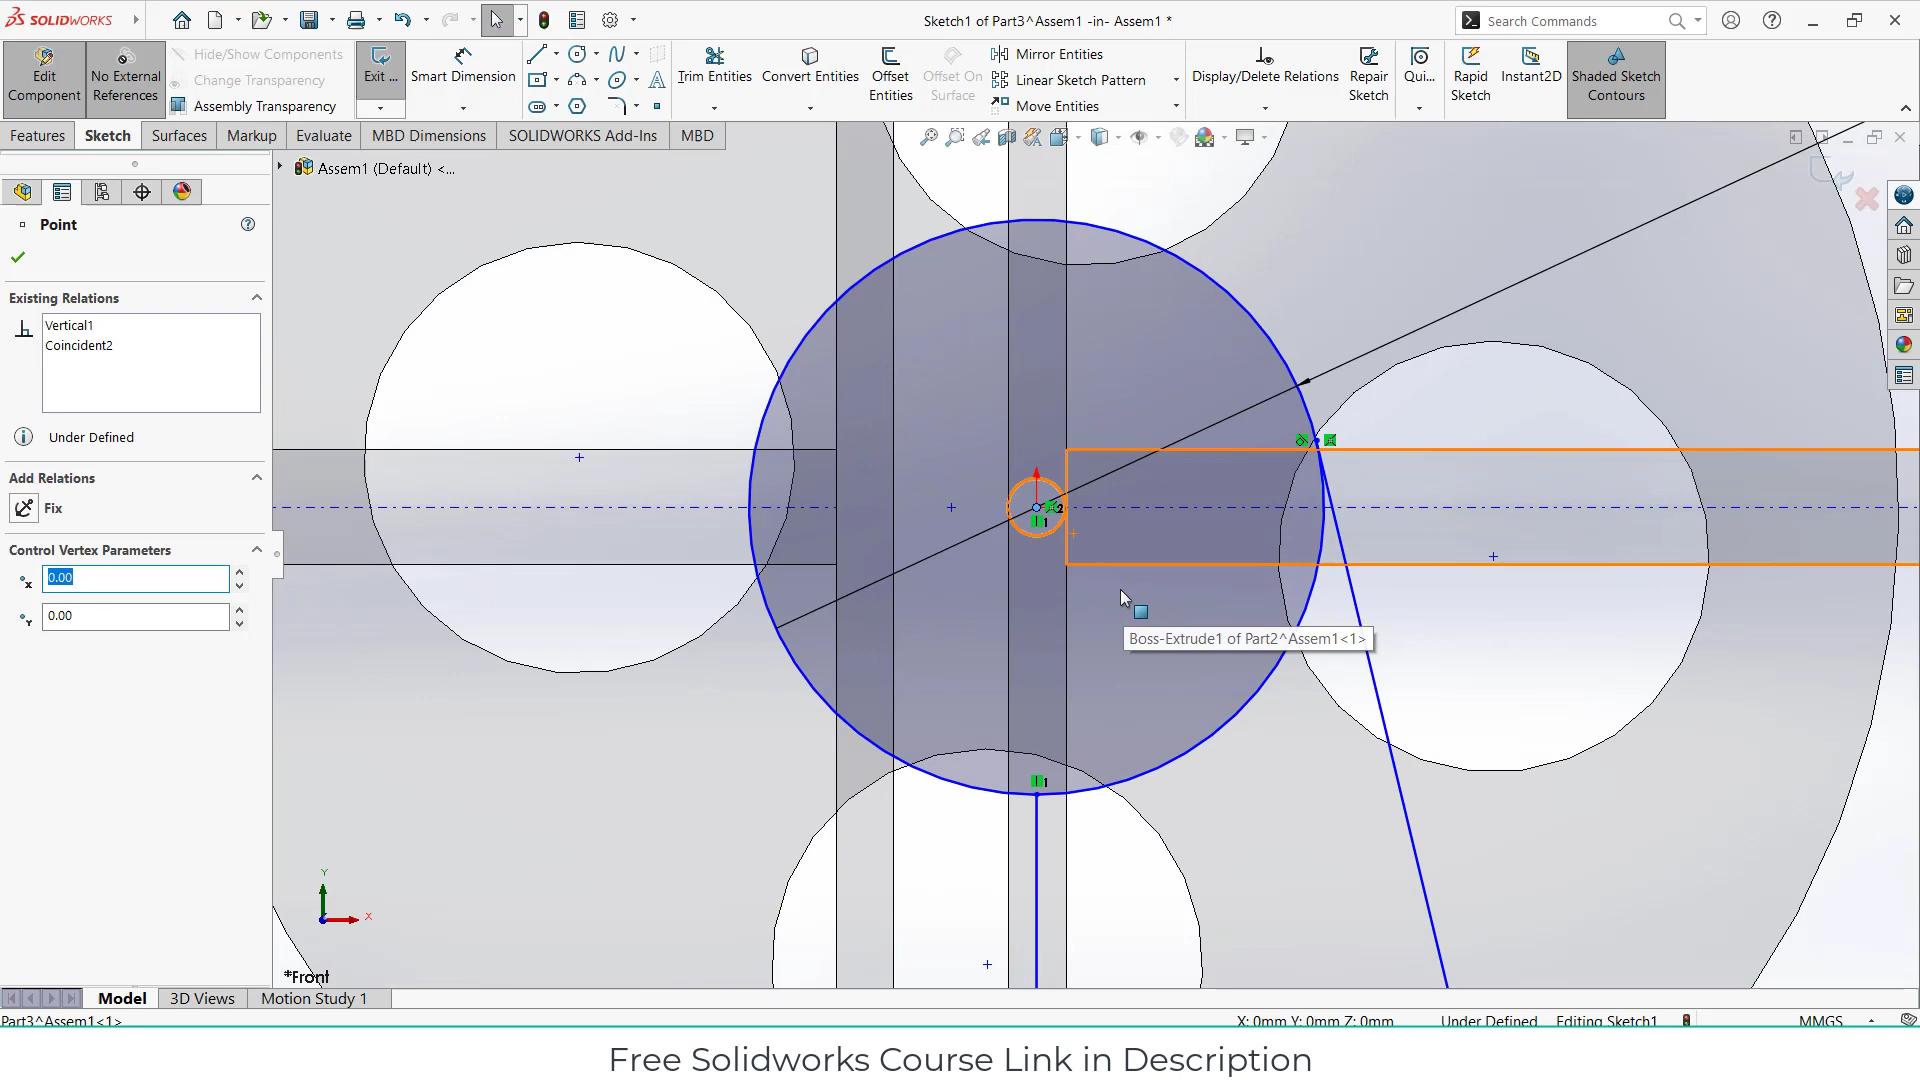 SOLIDWORKS
Sketch1 of Part3^Assem1 -in- Assem1 *
Search Commands
Edit Component
No External References
Hide/Show Components
Change Transparency
Assembly Transparency
Exit ...
Smart Dimension
Trim Entities
Convert Entities
Offset Entities
Offset On Surface
Mirror Entities
Linear Sketch Pattern
Move Entities
Display/Delete Relations
Repair Sketch
Qui...
Rapid Sketch
Instant2D
Shaded Sketch Contours
Features
Sketch
Surfaces
Markup
Evaluate
MBD Dimensions
SOLIDWORKS Add-Ins
MBD
Assem1 (Default) <...
Point
Existing Relations
Vertical1
Coincident2
Under Defined
Add Relations
Fix
Control Vertex Parameters
x 0.00
Y 0.00
2
1
1
Boss-Extrude1 of Part2^Assem1<1>
Y
X
*Front
Model
3D Views
Motion Study 1
Part3^Assem1<1>
X: 0mm Y: 0mm Z: 0mm
Under Defined
Editing Sketch1
MMGS
Free Solidworks Course Link in Description